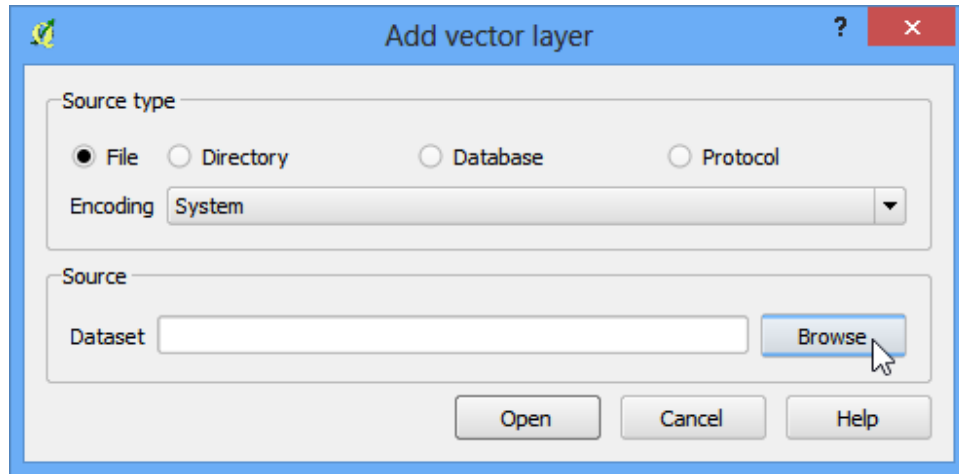 Add vector layer
?
Source type
File Directory Database Protocol
Encoding System
Source
Dataset Browse
Open Cancel Help